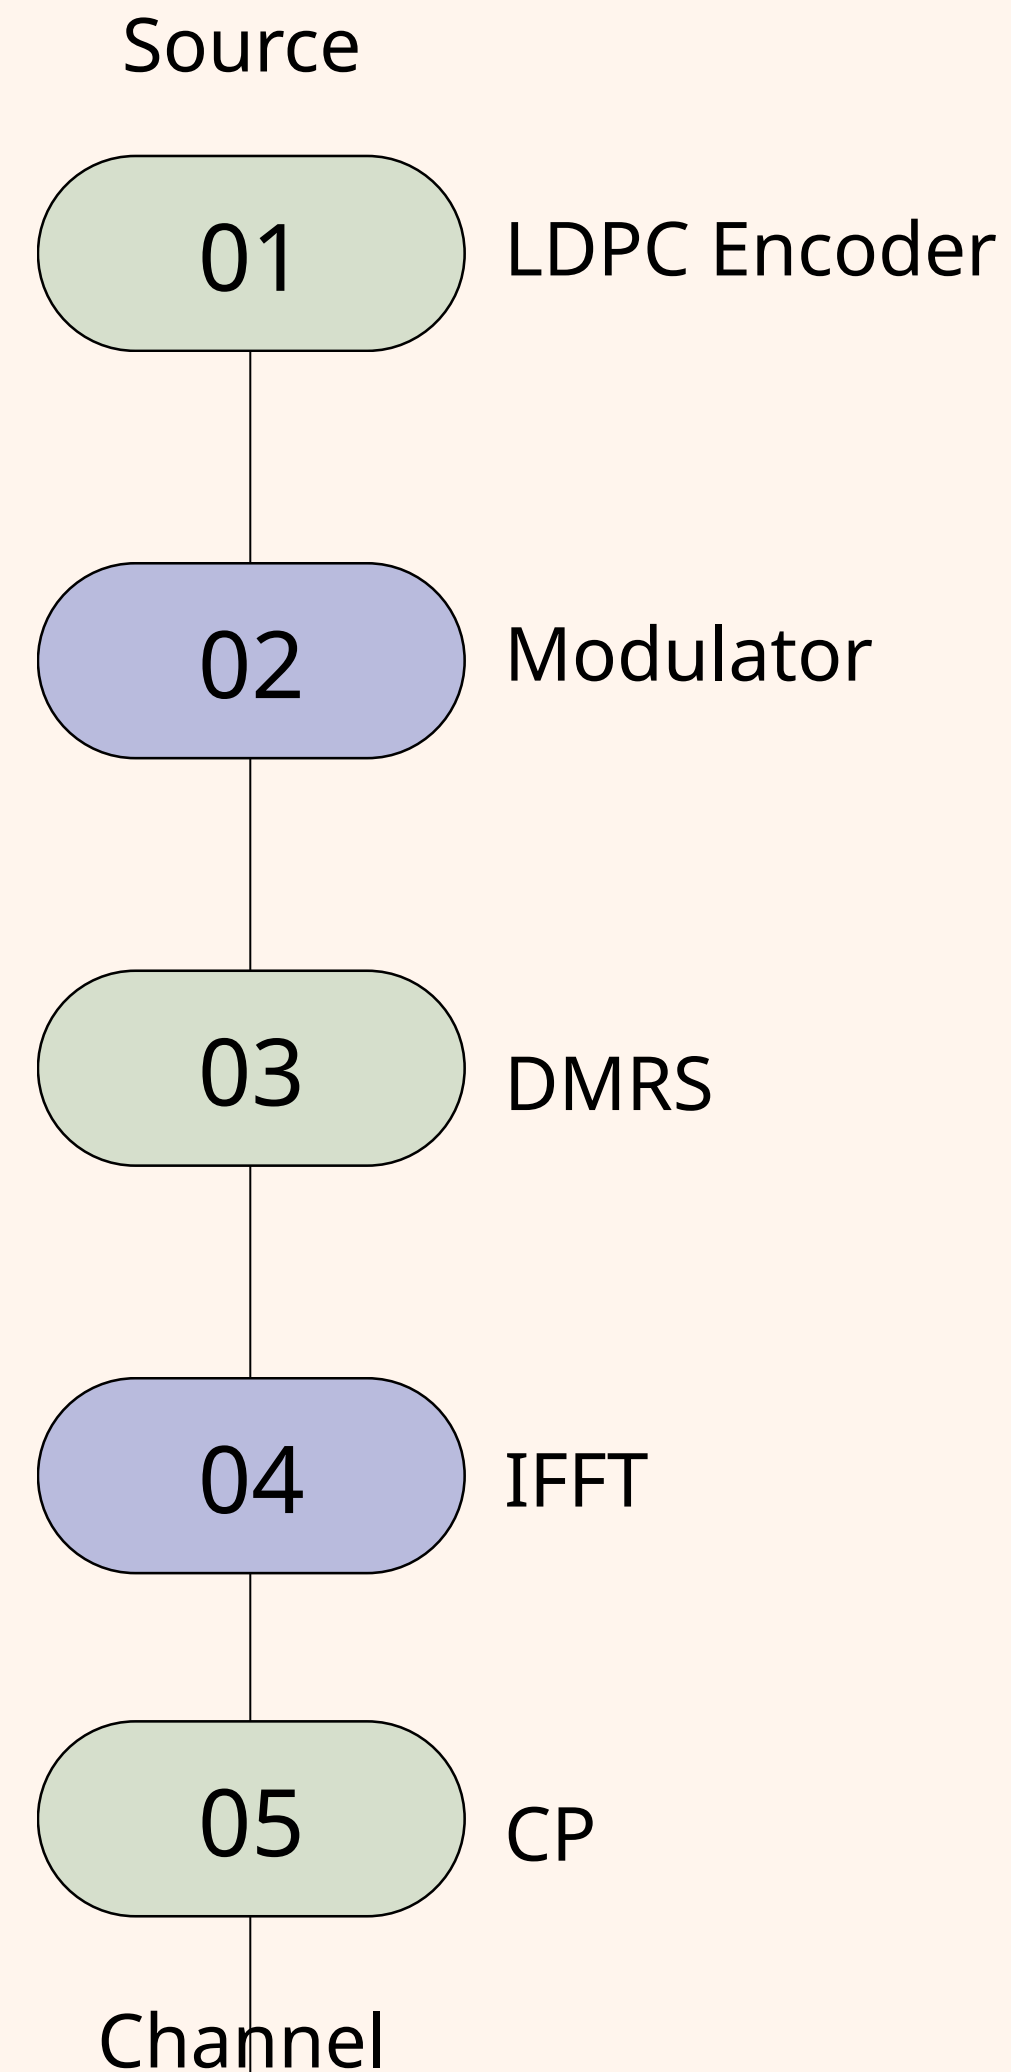 Source
01
LDPC Encoder
02
Modulator
03
DMRS
04
IFFT
05
CP
Channel